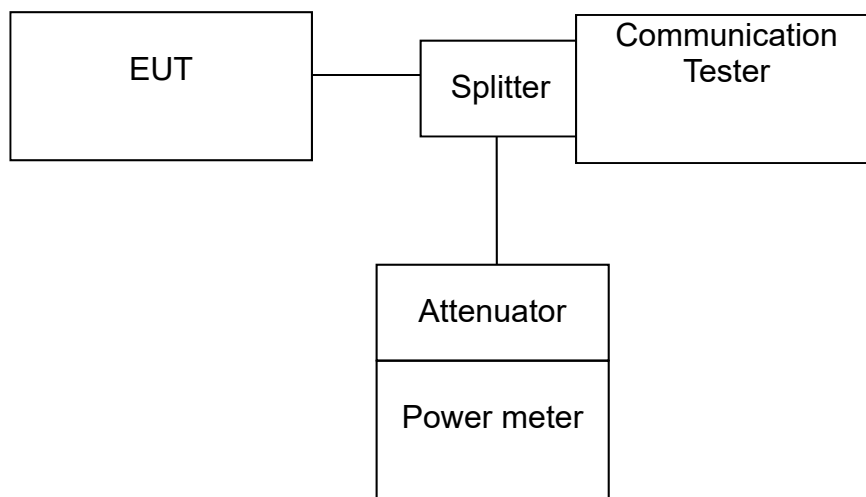 EUT
Splitter
Communication
Tester
Attenuator
Power meter